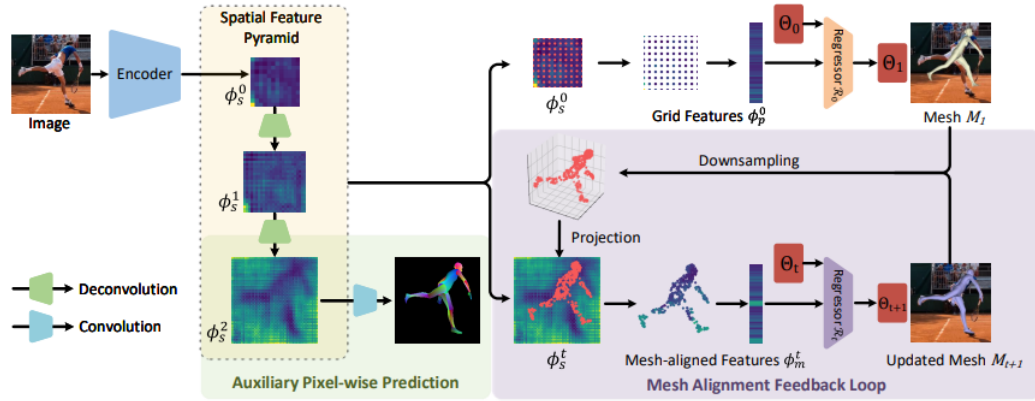 Spatial Feature
Pyramid
Encoder
Image
ϕ_s^0
ϕ_s^1
ϕ_s^2
Deconvolution
Convolution
Auxiliary Pixel-wise Prediction
ϕ_s^0
Grid Features ϕ_p^0
Θ_0
Regressor R_0
Θ_1
Mesh M_1
Downsampling
Projection
ϕ_s^t
Mesh-aligned Features ϕ_m^t
Θ_t
Regressor R_t
Θ_{t+1}
Updated Mesh M_{t+1}
Mesh Alignment Feedback Loop